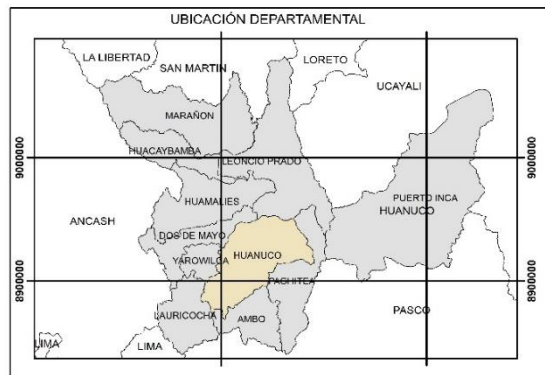 UBICACIÓN DEPARTAMENTAL
LA LIBERTAD
SAN MARTIN
LORETO
UCAYALI
MARAÑON
9000000
9000000
HUACAYBAMBA
LEONCIO PRADO
HUAMALIES
PUERTO INCA
HUANUCO
ANCASH
DOS DE MAYO
YAROWILCA
HUANUCO
PACHITEA
8900000
8900000
LAURICOCHA
AMBO
PASCO
LIMA
LIMA